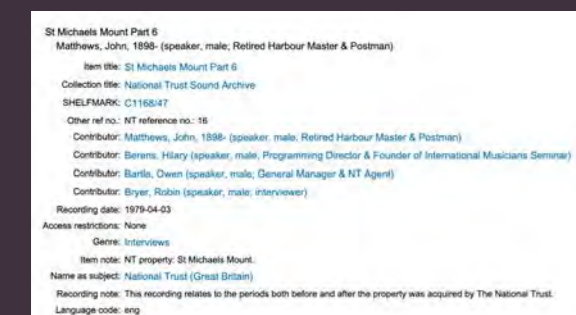 St Michaels Mount Part 6
Matthews, John, 1898- (speaker, male; Retired Harbour Master & Postman)
Item title: St Michaels Mount Part 6
Collection title: National Trust Sound Archive
SHELFMARK: C1168/47
Other ref no.: NT reference no.: 16
Contributor: Matthews, John, 1898- (speaker, male; Retired Harbour Master & Postman)
Contributor: Berens, Hilary (speaker, male; Programming Director & Founder of International Musicians Seminar)
Contributor: Bartle, Owen (speaker, male; General Manager & NT Agent)
Contributor: Bryer, Robin (speaker, male; interviewer)
Recording date: 1979-04-03
Access restrictions: None
Genre: Interviews
Item note: NT property: St Michaels Mount.
Name as subject: National Trust (Great Britain)
Recording note: This recording relates to the periods both before and after the property was acquired by The National Trust.
Language code: eng